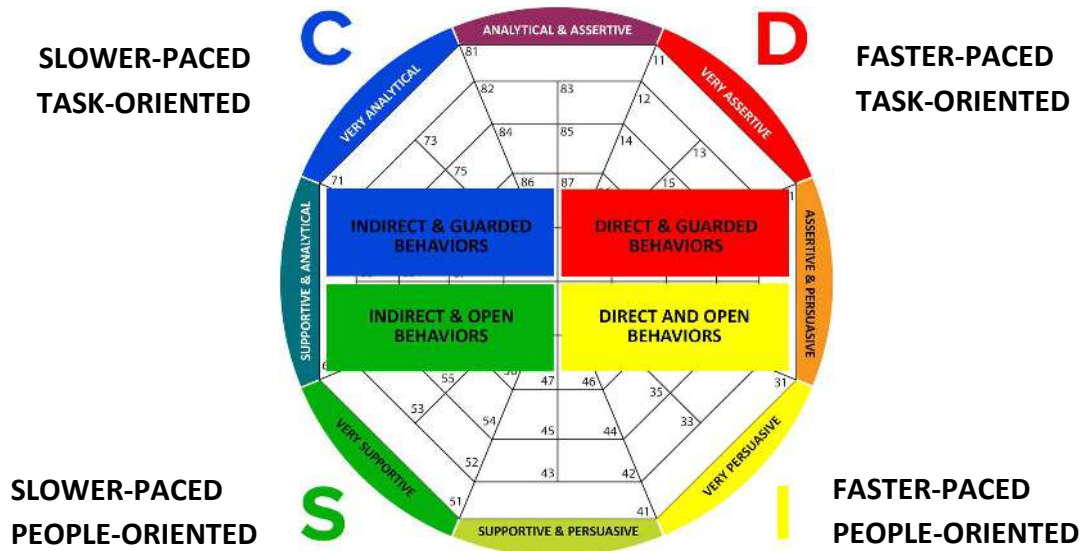 C
ANALYTICAL & ASSERTIVE
D
SLOWER-PACED
TASK-ORIENTED
FASTER-PACED
TASK-ORIENTED
VERY ANALYTICAL
VERY ASSERTIVE
81
11
82
83
12
73
84
85
14
13
75
86
87
15
71
1
SUPPORTIVE & ANALYTICAL
INDIRECT & GUARDED
BEHAVIORS
DIRECT & GUARDED
BEHAVIORS
ASSERTIVE & PERSUASIVE
INDIRECT & OPEN
BEHAVIORS
DIRECT AND OPEN
BEHAVIORS
55
47
46
35
31
53
54
45
44
33
52
43
42
51
41
VERY SUPPORTIVE
VERY PERSUASIVE
SLOWER-PACED
PEOPLE-ORIENTED
S
SUPPORTIVE & PERSUASIVE
I
FASTER-PACED
PEOPLE-ORIENTED